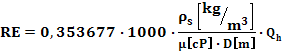 RE = 0,353677 · 1000 · ρs [kg/m³] / μ[cP] · D[m] · Qh